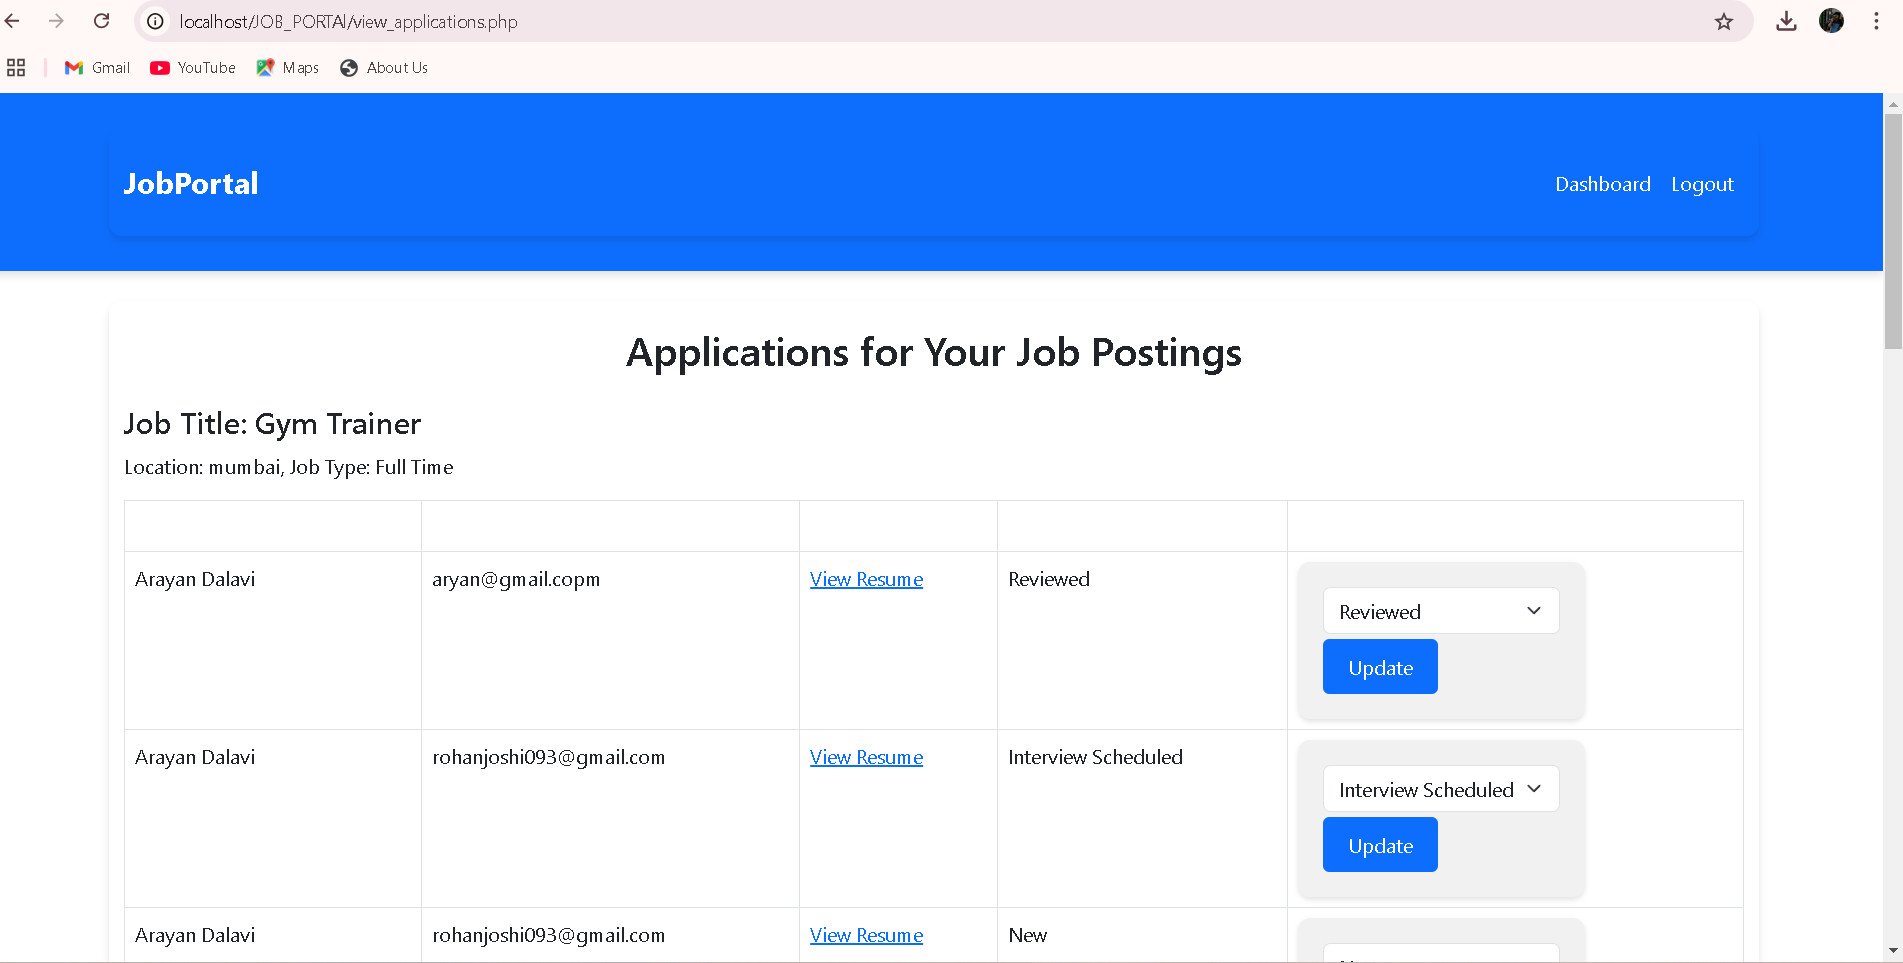 localhost/JOB_PORTAl/view_applications.php
Gmail YouTube Maps About Us
JobPortal Dashboard Logout
Applications for Your Job Postings
Job Title: Gym Trainer
Location: mumbai, Job Type: Full Time
Arayan Dalavi aryan@gmail.copm View Resume Reviewed Reviewed
Update
Arayan Dalavi rohanjoshi093@gmail.com View Resume Interview Scheduled Interview Scheduled
Update
Arayan Dalavi rohanjoshi093@gmail.com View Resume New